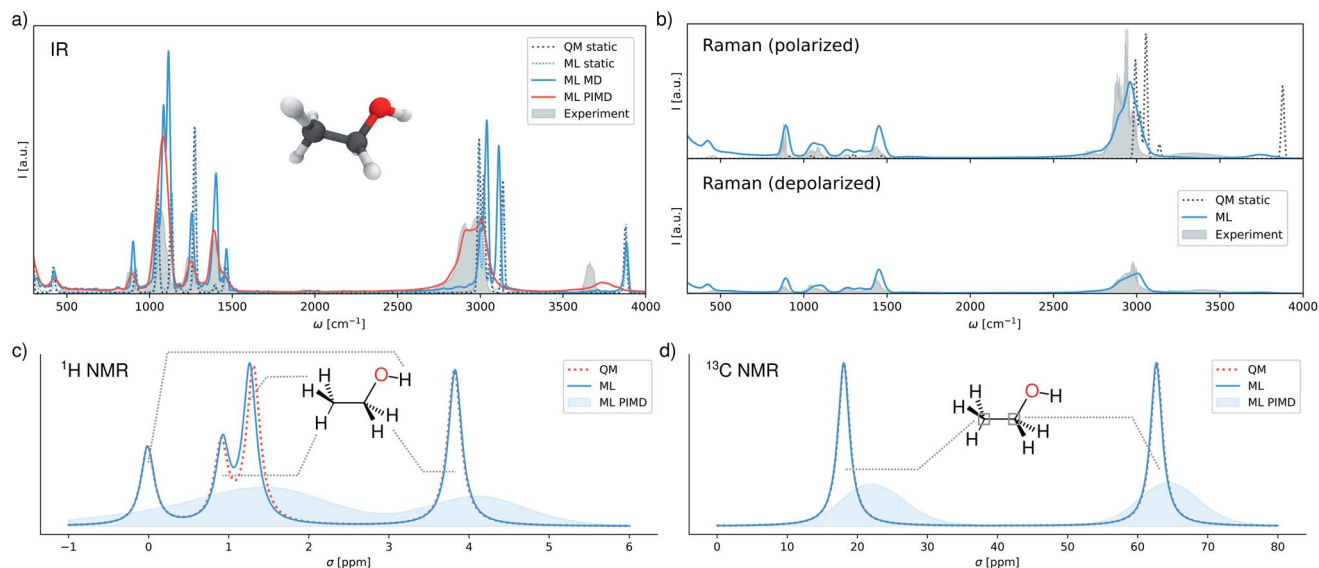 a)
IR
QM static
ML static
ML MD
ML PIMD
Experiment
I [a.u.]
500 1000 1500 2000 2500 3000 3500 4000
ω [cm⁻¹]
b)
Raman (polarized)
I [a.u.]
Raman (depolarized)
QM static
ML
Experiment
I [a.u.]
500 1000 1500 2000 2500 3000 3500 4000
ω [cm⁻¹]
c)
¹H NMR
QM
ML
ML PIMD
O H
H
H
H
H
H
−1 0 1 2 3 4 5 6
σ [ppm]
d)
¹³C NMR
QM
ML
ML PIMD
O H
H
H
H
H
H
0 10 20 30 40 50 60 70 80
σ [ppm]